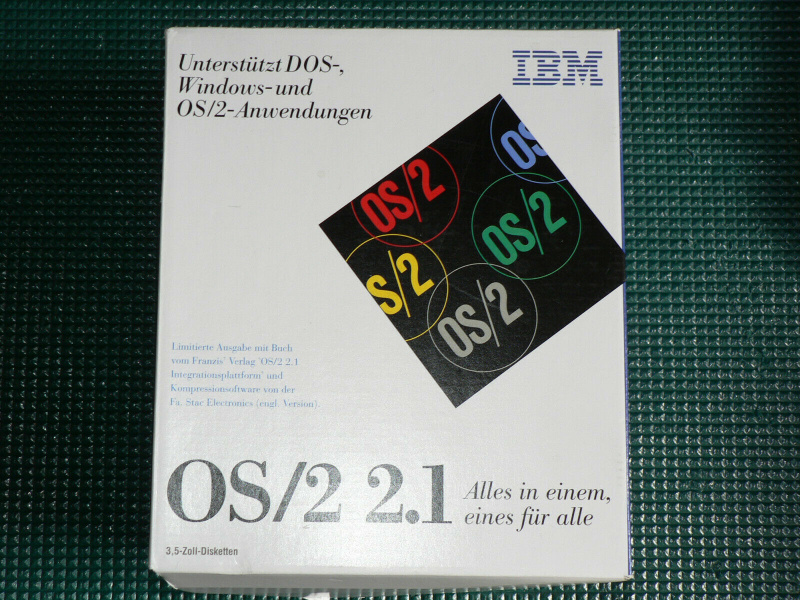 Unterstützt DOS-,
Windows- und
OS/2-Anwendungen
IBM
OS
OS/2
OS/2
S/2
OS/2
Limitierte Ausgabe mit Buch
vom Franzis' Verlag 'OS/2 2.1
Integrationsplattform' und
Kompressionssoftware von der
Fa. Stac Electronics (engl. Version).
OS/2 2.1
Alles in einem,
eines für alle
3,5-Zoll-Disketten